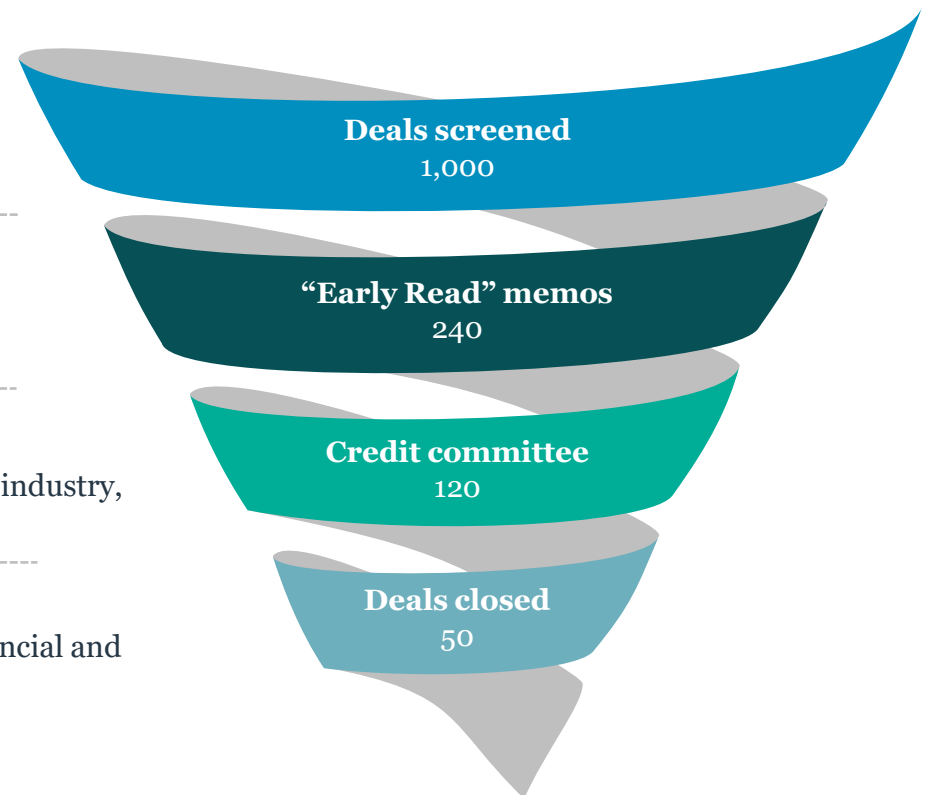 Deals screened
1,000
“Early Read” memos
240
Credit committee
120
industry,
Deals closed
50
ncial and